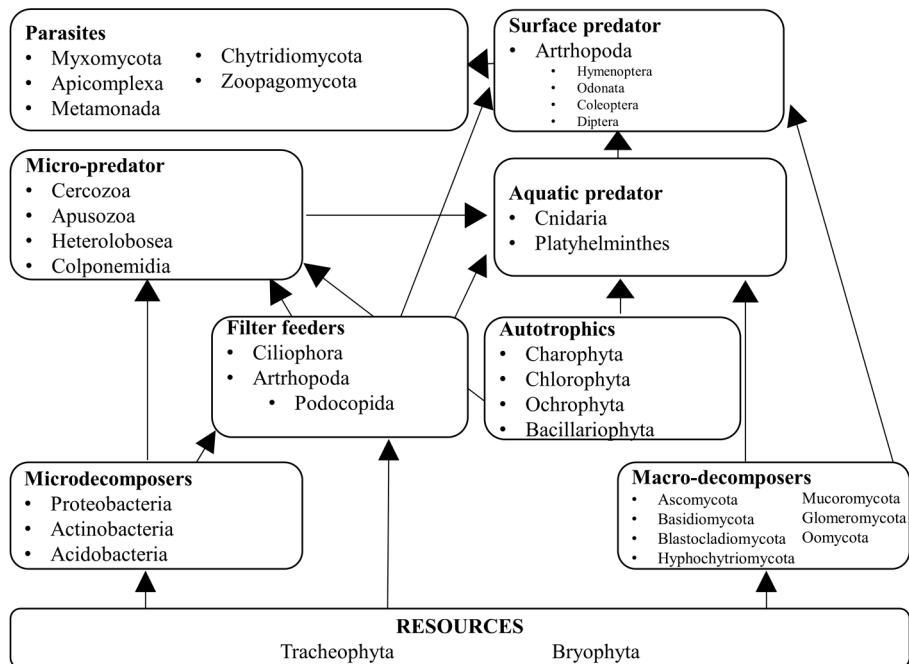 Parasites
• Myxomycota
• Apicomplexa
• Metamonada
• Chytridiomycota
• Zoopagomycota
Surface predator
• Artrhopoda
• Hymenoptera
• Odonata
• Coleoptera
• Diptera
Micro-predator
• Cercozoa
• Apusozoa
• Heterolobosea
• Colponemidia
Aquatic predator
• Cnidaria
• Platyhelminthes
Filter feeders
• Ciliophora
• Artrhopoda
• Podocopida
Autotrophics
• Charophyta
• Chlorophyta
• Ochrophyta
• Bacillariophyta
Microdecomposers
• Proteobacteria
• Actinobacteria
• Acidobacteria
Macro-decomposers
• Ascomycota
• Basidiomycota
• Blastocladiomycota
• Hyphochytriomycota
Mucoromycota
Glomeromycota
Oomycota
RESOURCES
Tracheophyta Bryophyta